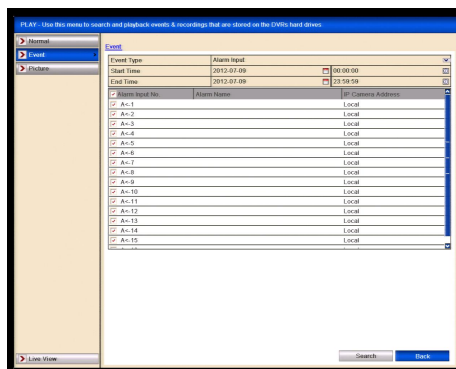 PLAY - Use this menu to search and playback events & recordings that are stored on the DVRs hard drives
Normal
Event
Picture
Live View
Event
Event Type Alarm Input
Start Time 2012-07-09 00:00:00
End Time 2012-07-09 23:59:59
Alarm Input No. Alarm Name IP Camera Address
A<-1 Local
A<-2 Local
A<-3 Local
A<-4 Local
A<-5 Local
A<-6 Local
A<-7 Local
A<-8 Local
A<-9 Local
A<-10 Local
A<-11 Local
A<-12 Local
A<-13 Local
A<-14 Local
A<-15 Local
Search Back